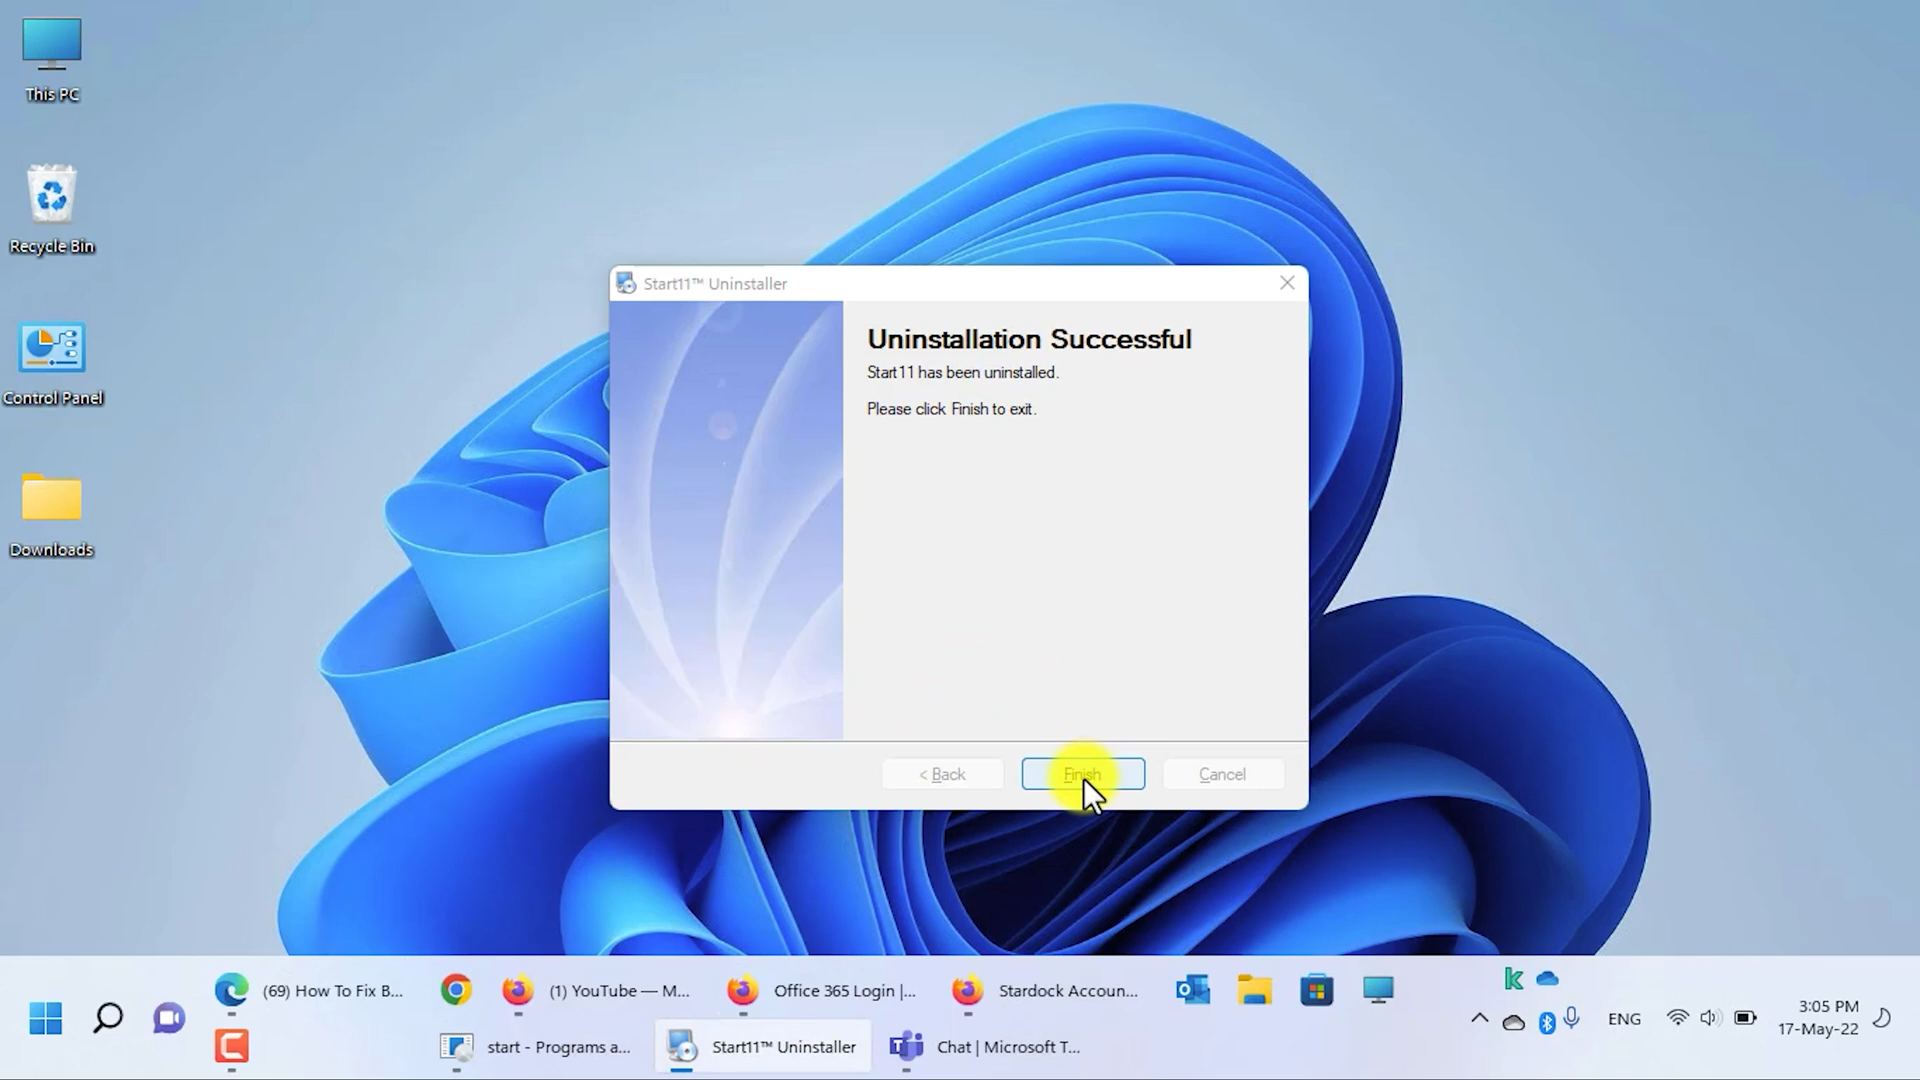 This PC
Recycle Bin
Control Panel
Downloads
Start11™ Uninstaller
Uninstallation Successful
Start11 has been uninstalled.
Please click Finish to exit.
< Back
Finish
Cancel
(69) How To Fix B...
(1) YouTube — M...
Office 365 Login |...
Stardock Accoun...
start - Programs a...
Start11™ Uninstaller
Chat | Microsoft T...
ENG
3:05 PM
17-May-22